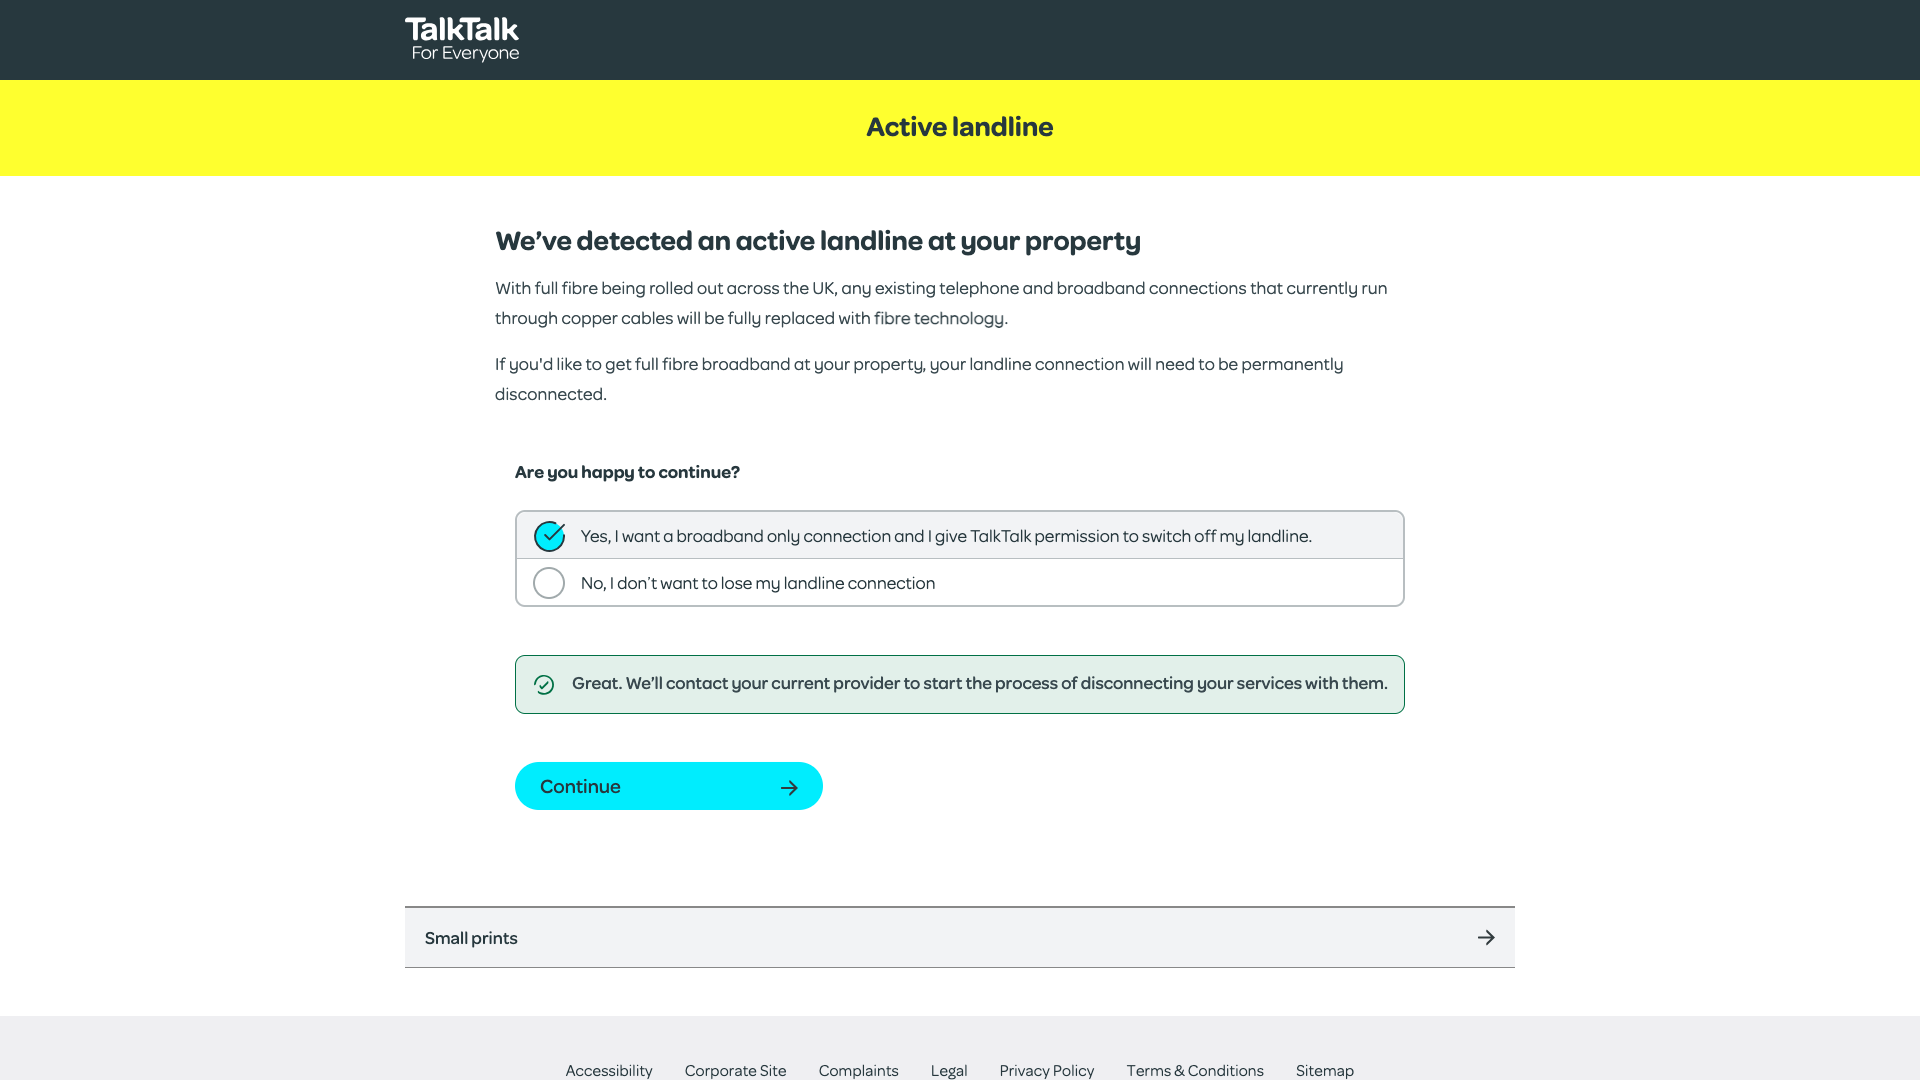 TalkTalk
For Everyone
Active landline
We’ve detected an active landline at your property
With full fibre being rolled out across the UK, any existing telephone and broadband connections that currently run
through copper cables will be fully replaced with fibre technology.
If you'd like to get full fibre broadband at your property, your landline connection will need to be permanently
disconnected.
Are you happy to continue?
Yes, I want a broadband only connection and I give TalkTalk permission to switch off my landline.
No, I don’t want to lose my landline connection
Great. We’ll contact your current provider to start the process of disconnecting your services with them.
Continue
Small prints
Accessibility Corporate Site Complaints Legal Privacy Policy Terms & Conditions Sitemap